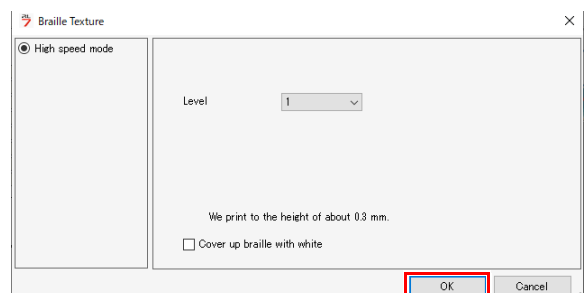 Braille Texture
High speed mode
Level 1
We print to the height of about 0.3 mm.
Cover up braille with white
OK Cancel